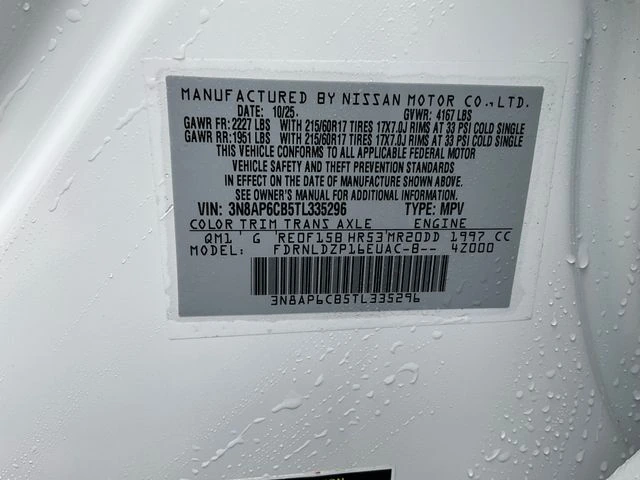 MANUFACTURED BY NISSAN MOTOR CO., LTD.
DATE: 10/25. GVWR: 4167 LBS
GAWR FR: 2227 LBS WITH 215/60R17 TIRES 17X7.0J RIMS AT 33 PSI COLD SINGLE
GAWR RR: 1951 LBS WITH 215/60R17 TIRES 17X7.0J RIMS AT 33 PSI COLD SINGLE
THIS VEHICLE CONFORMS TO ALL APPLICABLE FEDERAL MOTOR
VEHICLE SAFETY AND THEFT PREVENTION STANDARDS
IN EFFECT ON THE DATE OF MANUFACTURE SHOWN ABOVE.
SEE OWNER'S MANUAL FOR ADDITIONAL INFORMATION.
VIN: 3N8AP6CB5TL335296 TYPE: MPV
COLOR TRIM TRANS AXLE ENGINE
QM1 ' G ' RE0F15B HR53'MR20DD 1997 CC
MODEL: FDRNLDZP16EUAC-B-- 4Z000
3N8AP6CB5TL335296